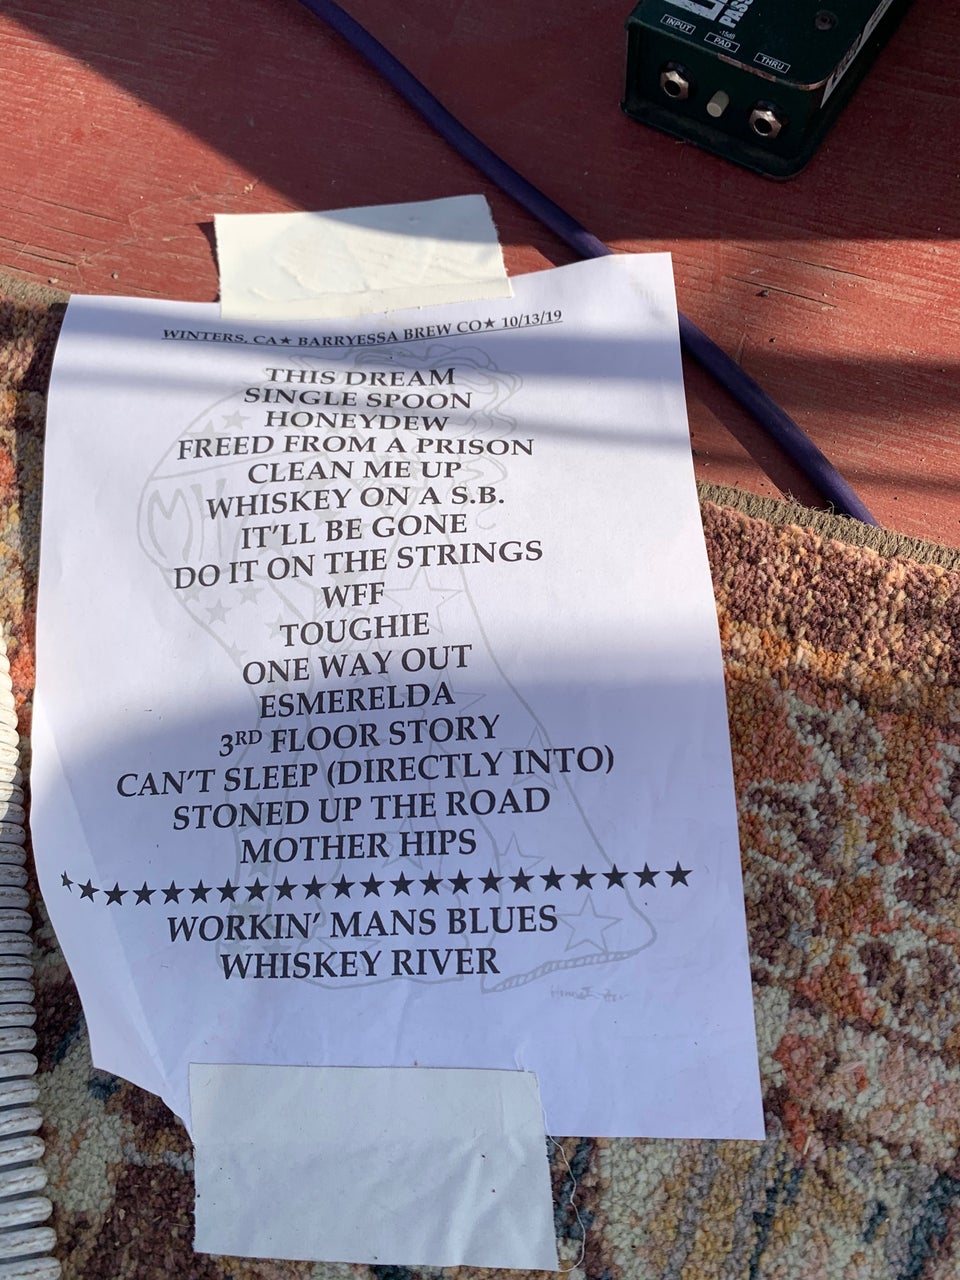 INPUT
-15dB
PAD
THRU
PASS
WINTERS, CA★ BARRYESSA BREW CO★ 10/13/19
THIS DREAM
SINGLE SPOON
HONEYDEW
FREED FROM A PRISON
CLEAN ME UP
WHISKEY ON A S.B.
IT'LL BE GONE
DO IT ON THE STRINGS
WFF
TOUGHIE
ONE WAY OUT
ESMERELDA
3RD FLOOR STORY
CAN'T SLEEP (DIRECTLY INTO)
STONED UP THE ROAD
MOTHER HIPS
★★★★★★★★★★★★★★★★★★★★★
WORKIN' MANS BLUES
WHISKEY RIVER